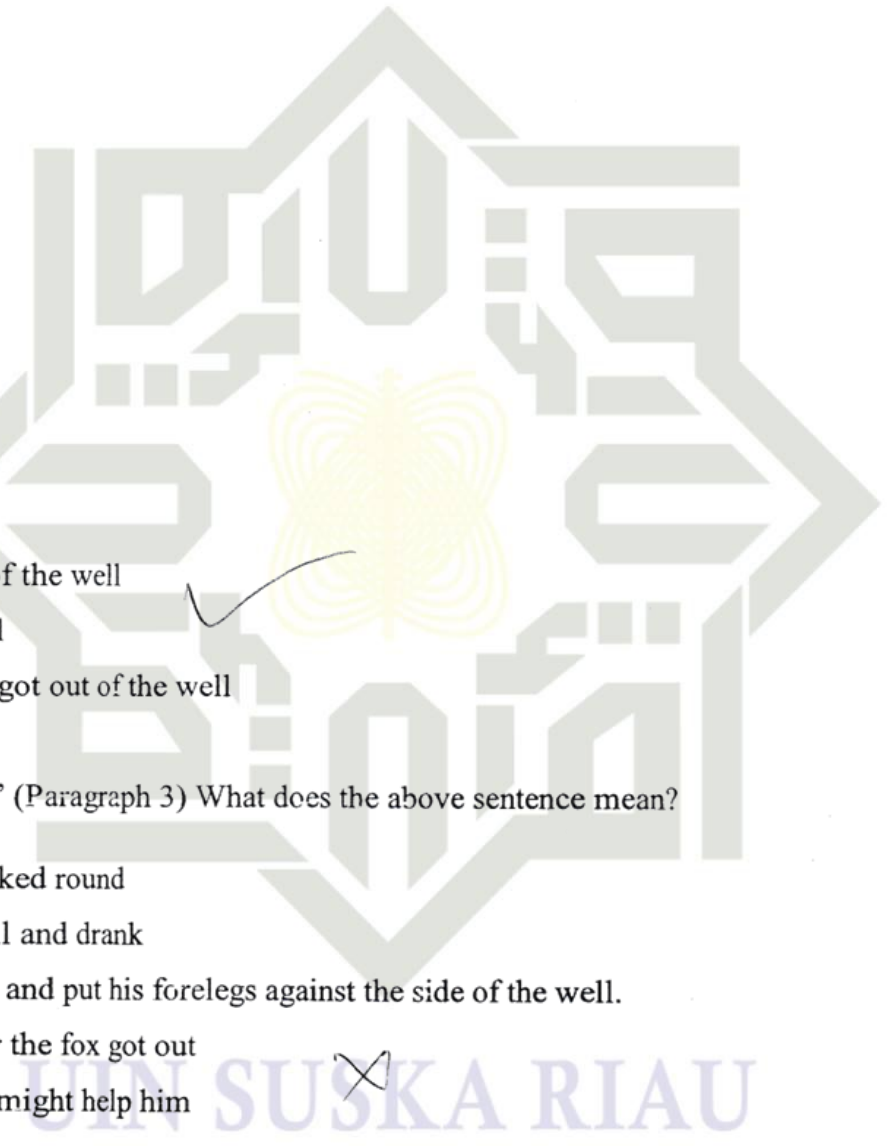 f the well
l
got out of the well
" (Paragraph 3) What does the above sentence mean?
ked round
l and drank
and put his forelegs against the side of the well.
the fox got out
might help him
UIN SUSKA RIAU